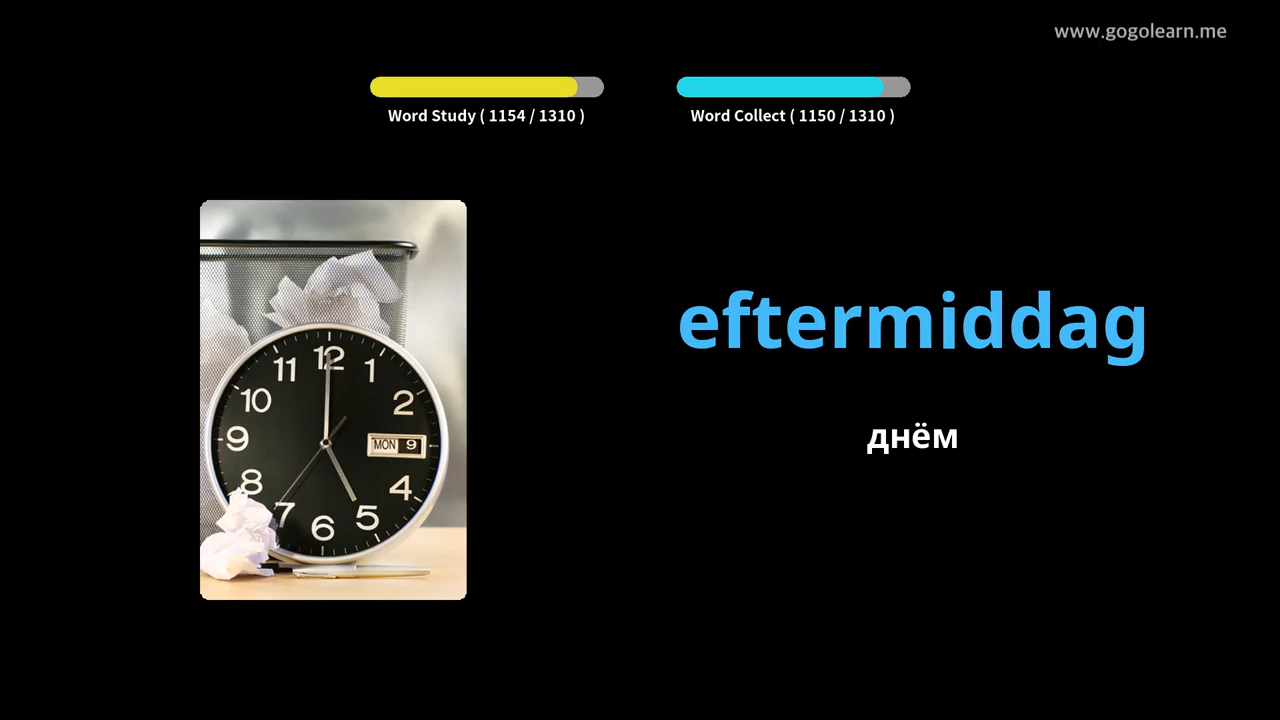 www.gogolearn.me
Word Study ( 1154 / 1310 )
Word Collect ( 1150 / 1310 )
eftermiddag
днём
12
11
1
10
2
9
MON 9
8
4
7
5
6